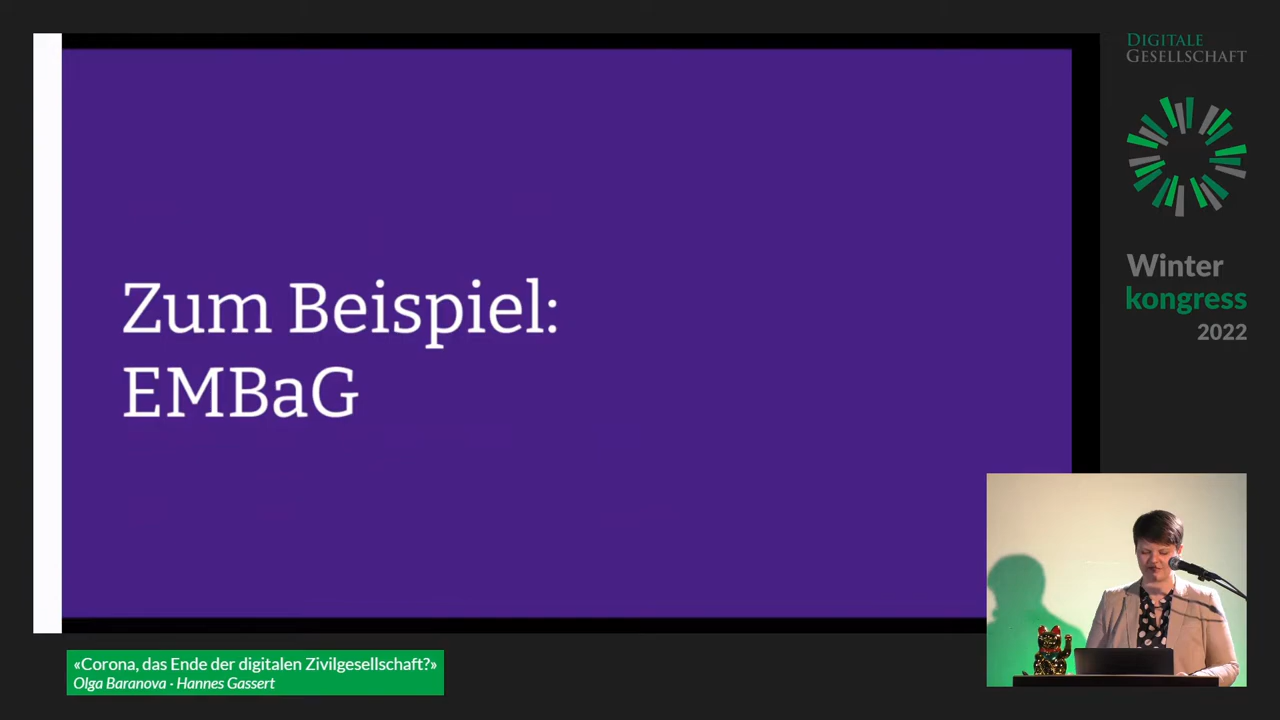 Zum Beispiel:
EMBaG
DIGITALE
GESELLSCHAFT
Winter
kongress
2022
«Corona, das Ende der digitalen Zivilgesellschaft?»
Olga Baranova · Hannes Gassert